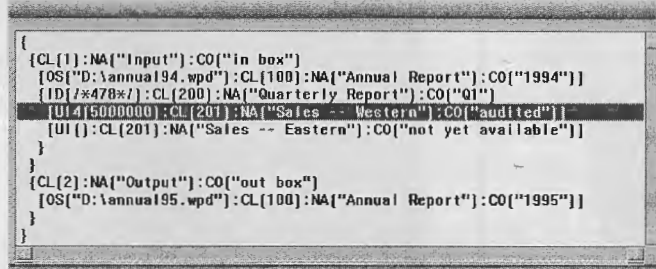 {
{CL(1):NA("Input"):CO("in box")
[OS("D:\annual94.wpd"):CL(100):NA("Annual Report"):CO("1994")]
{ID(/*478*/):CL(200):NA("Quarterly Report"):CO("Q1")
[UI4(5000000):CL(201):NA("Sales -- Western"):CO("audited")]
[UI():CL(201):NA("Sales -- Eastern"):CO("not yet available")]
}
}
{CL(2):NA("Output"):CO("out box")
[OS("D:\annual95.wpd"):CL(100):NA("Annual Report"):CO("1995")]
}
}